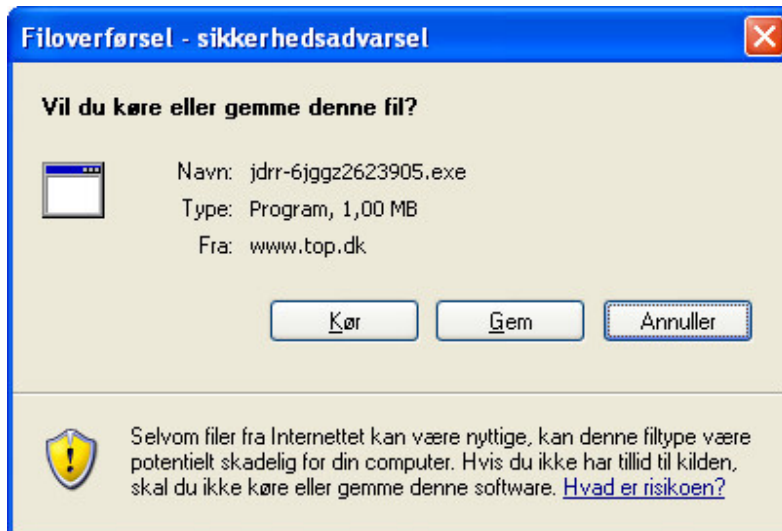 Filoverførsel - sikkerhedsadvarsel
Vil du køre eller gemme denne fil?
Navn: jdrr-6jggz2623905.exe
Type: Program, 1,00 MB
Fra: www.top.dk
Kør Gem Annuller
Selvom filer fra Internettet kan være nyttige, kan denne filtype være
potentielt skadelig for din computer. Hvis du ikke har tillid til kilden,
skal du ikke køre eller gemme denne software. Hvad er risikoen?